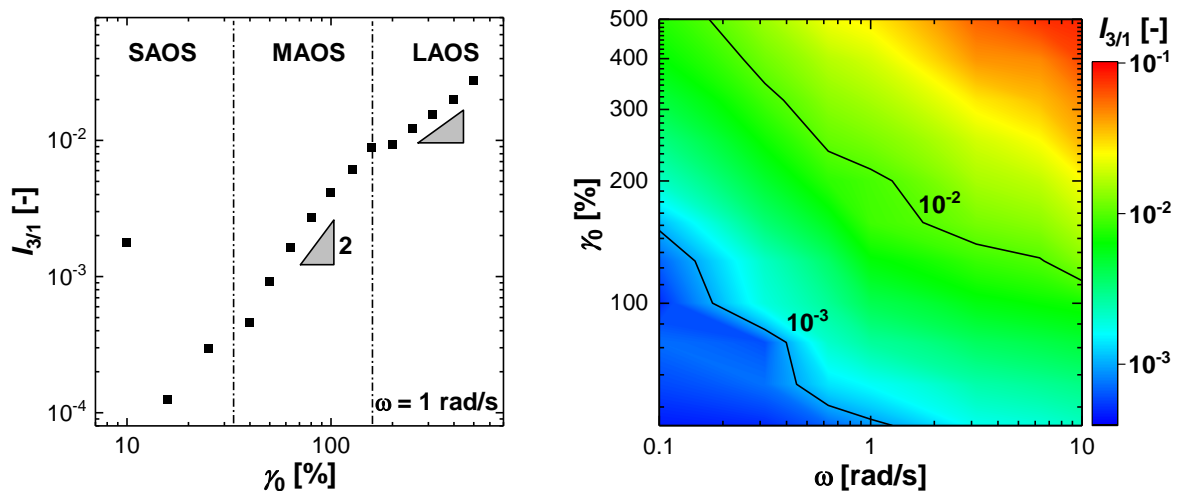 SAOS MAOS LAOS
10⁻²
10⁻³
10⁻⁴
I3/1 [-]
2
ω = 1 rad/s
10 100
γ0 [%]
500
400
300
200
100
γ0 [%]
10⁻²
10⁻³
0.1 1 10
ω [rad/s]
I3/1 [-]
10⁻¹
10⁻²
10⁻³